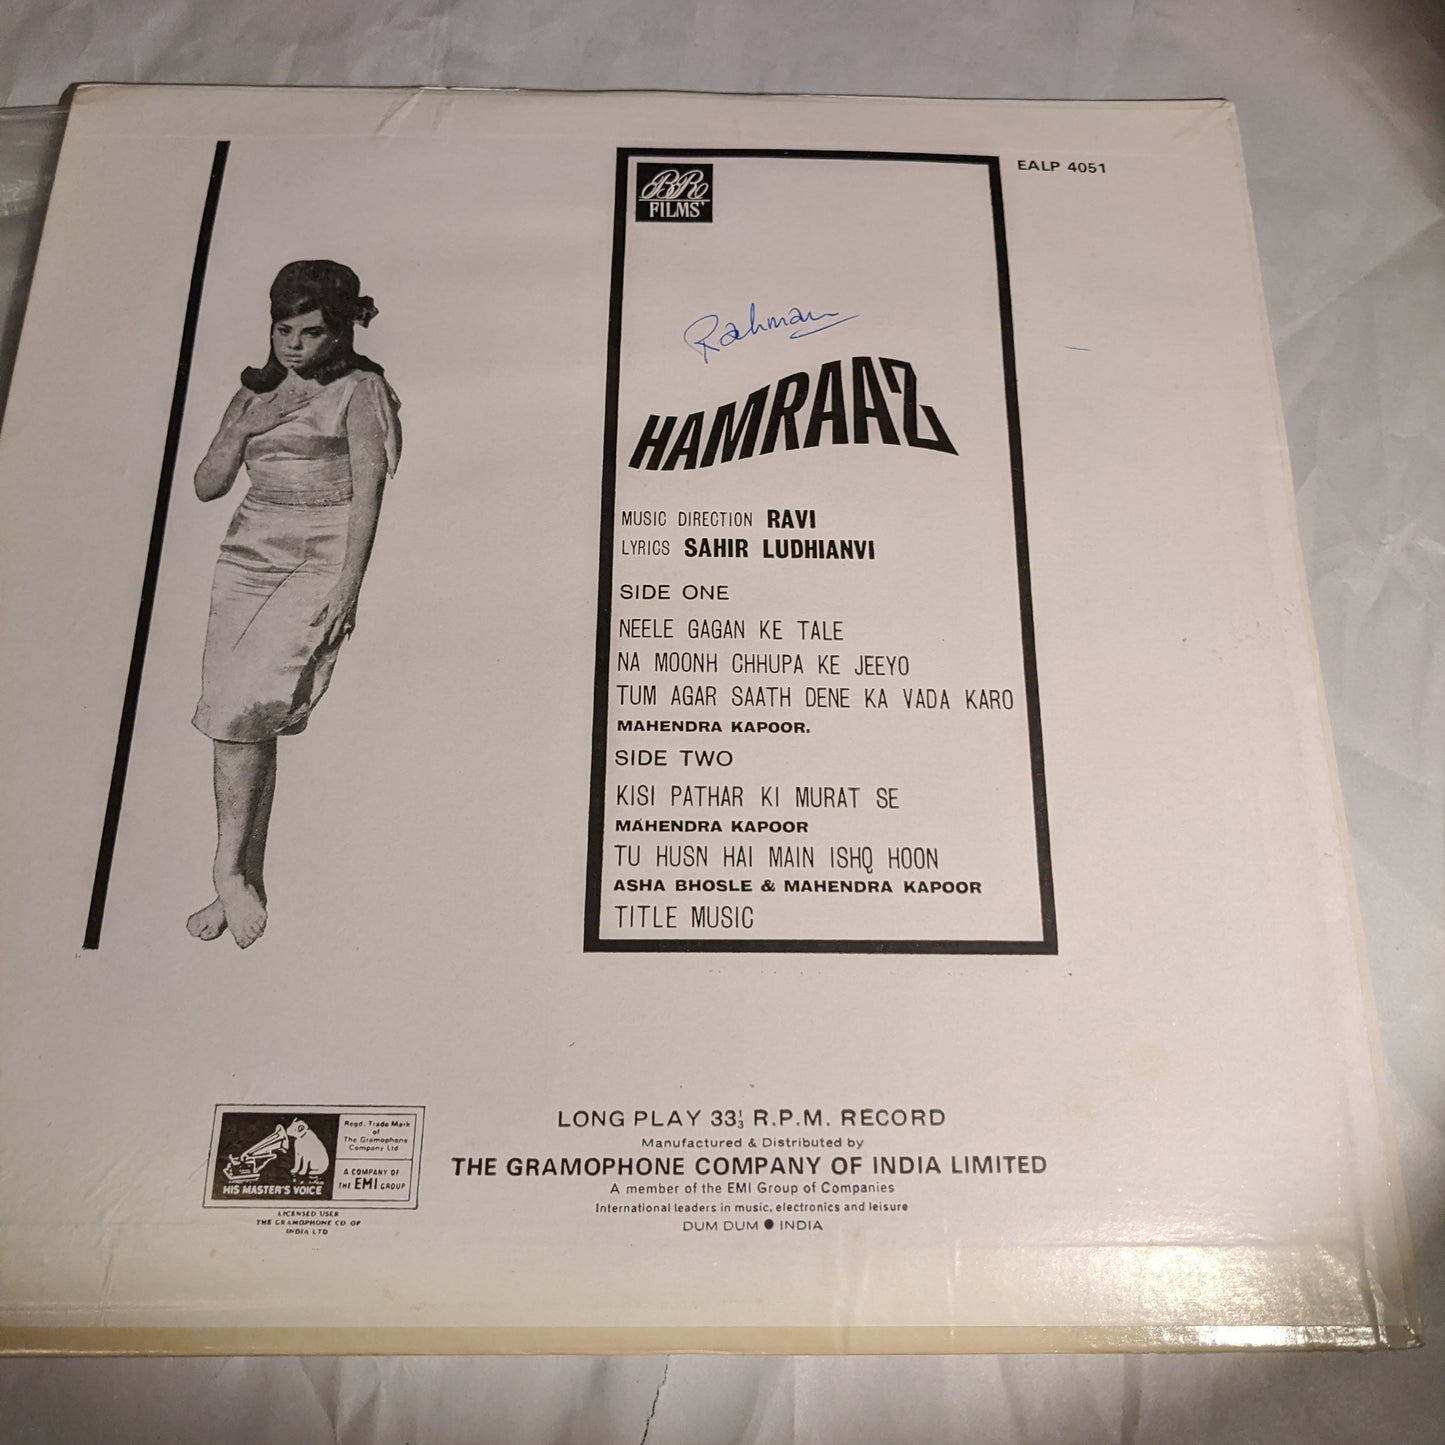 EALP 4051
BR
FILMS'
Rahman
HAMRAAZ
MUSIC DIRECTION RAVI
LYRICS SAHIR LUDHIANVI
SIDE ONE
NEELE GAGAN KE TALE
NA MOONH CHHUPA KE JEEYO
TUM AGAR SAATH DENE KA VADA KARO
MAHENDRA KAPOOR.
SIDE TWO
KISI PATHAR KI MURAT SE
MAHENDRA KAPOOR
TU HUSN HAI MAIN ISHQ HOON
ASHA BHOSLE & MAHENDRA KAPOOR
TITLE MUSIC
HIS MASTER'S VOICE
Regd. Trade Mark
of
The Gramophone
Company Ltd
A COMPANY OF
THE EMI GROUP
LICENSED USER
THE GRAMOPHONE CO OF
INDIA LTD
LONG PLAY 33⅓ R.P.M. RECORD
Manufactured & Distributed by
THE GRAMOPHONE COMPANY OF INDIA LIMITED
A member of the EMI Group of Companies
International leaders in music, electronics and leisure
DUM DUM ● INDIA